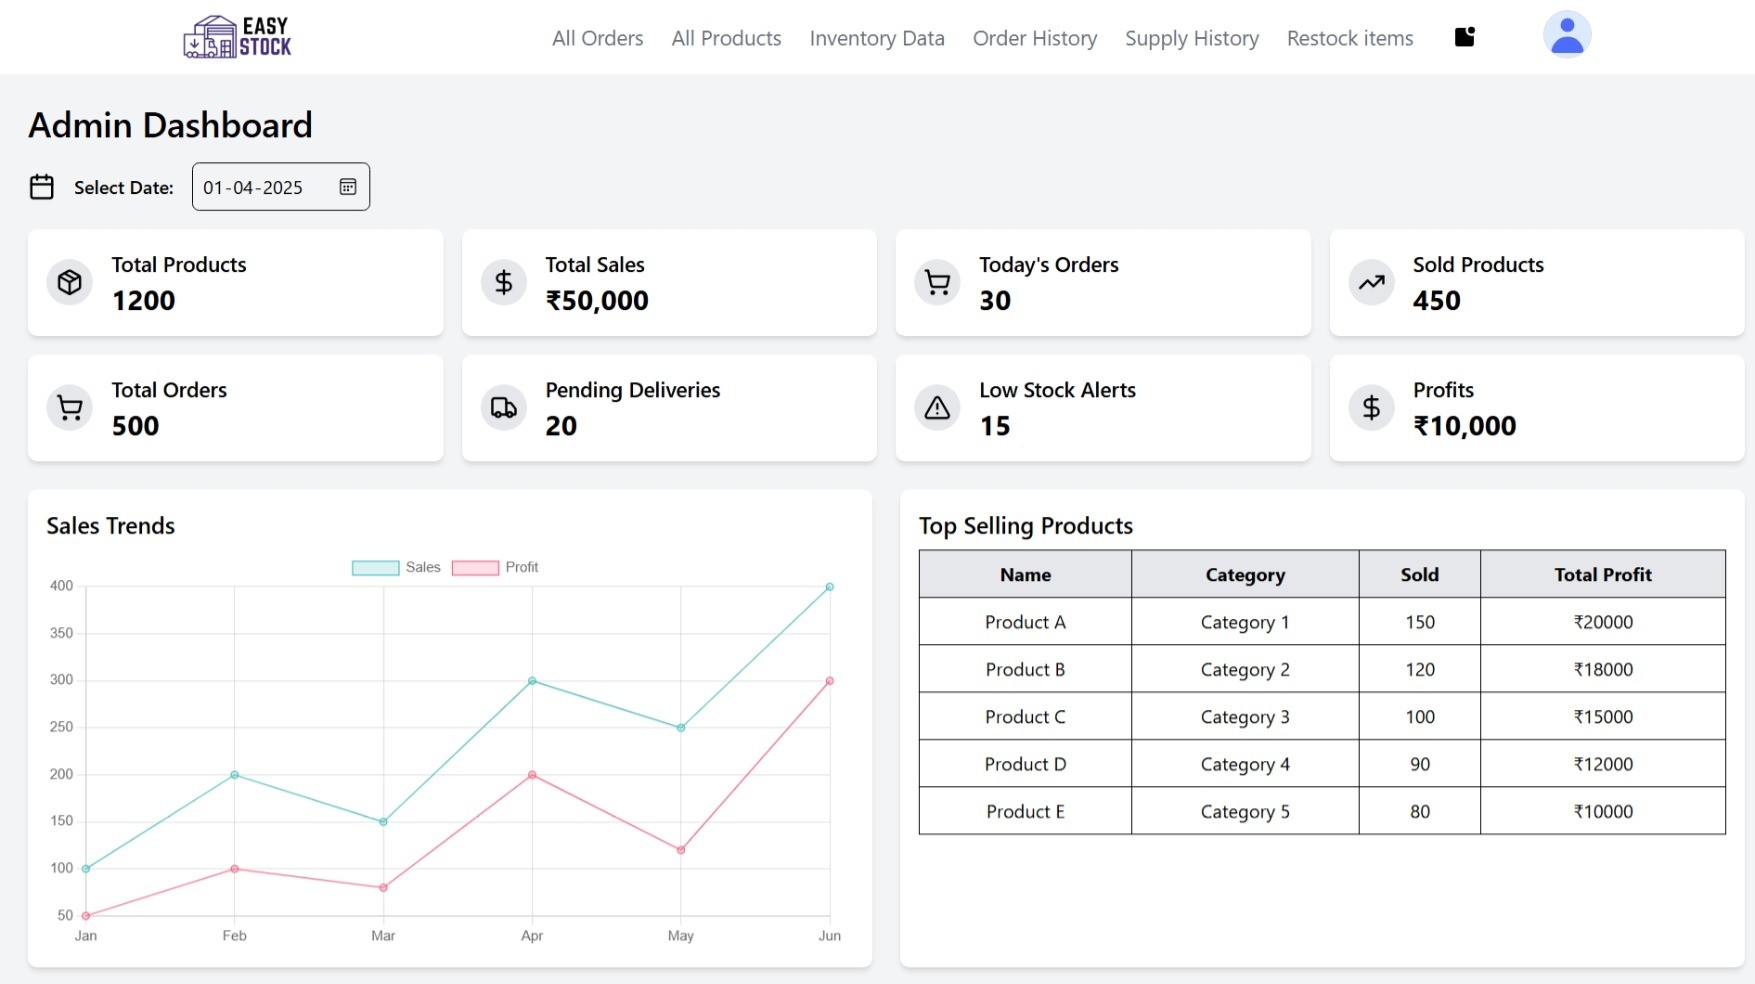 EASY
STOCK
All Orders All Products Inventory Data Order History Supply History Restock items
Admin Dashboard
Select Date: 01-04-2025
Total Products
1200
Total Sales
₹50,000
Today's Orders
30
Sold Products
450
Total Orders
500
Pending Deliveries
20
Low Stock Alerts
15
Profits
₹10,000
Sales Trends
Sales Profit
400
350
300
250
200
150
100
50
Jan Feb Mar Apr May Jun
Top Selling Products
Name Category Sold Total Profit
Product A Category 1 150 ₹20000
Product B Category 2 120 ₹18000
Product C Category 3 100 ₹15000
Product D Category 4 90 ₹12000
Product E Category 5 80 ₹10000